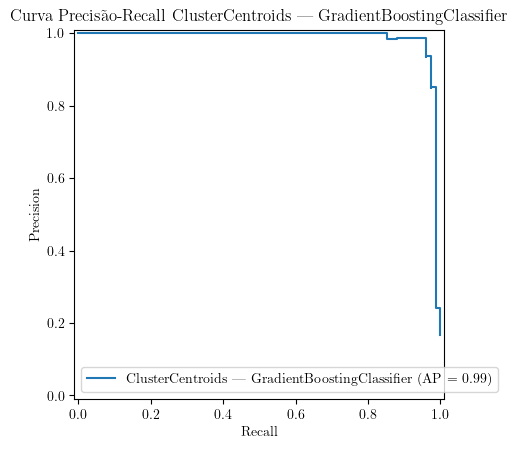 Curva Precisão-Recall ClusterCentroids — GradientBoostingClassifier
1.0
0.8
0.6
0.4
0.2
0.0
Precision
ClusterCentroids — GradientBoostingClassifier (AP = 0.99)
0.0 0.2 0.4 0.6 0.8 1.0
Recall